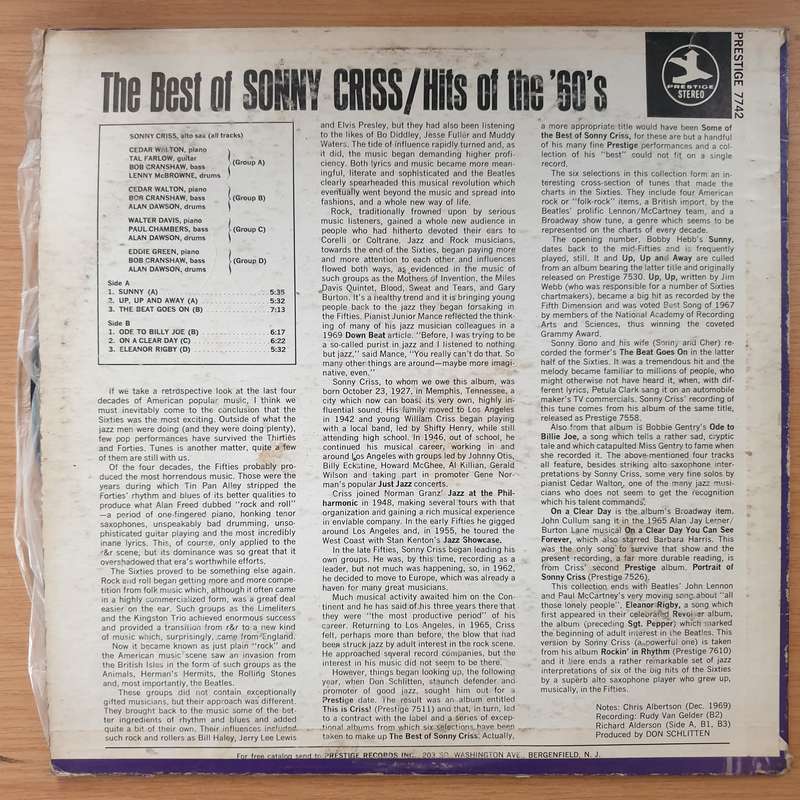 The Best of SONNY CRISS/Hits of the '60's
PRESTIGE
STEREO
PRESTIGE 7742
SONNY CRISS, alto sax (all tracks)
CEDAR WALTON, piano
TAL FARLOW, guitar
BOB CRANSHAW, bass
LENNY McBROWNE, drums
(Group A)
CEDAR WALTON, piano
BOB CRANSHAW, bass
ALAN DAWSON, drums
(Group B)
WALTER DAVIS, piano
PAUL CHAMBERS, bass
ALAN DAWSON, drums
(Group C)
EDDIE GREEN, piano
BOB CRANSHAW, bass
ALAN DAWSON, drums
(Group D)
Side A
1. SUNNY (A) 5:35
2. UP, UP AND AWAY (A) 5:32
3. THE BEAT GOES ON (B) 7:13
Side B
1. ODE TO BILLY JOE (B) 6:17
2. ON A CLEAR DAY (C) 6:22
3. ELEANOR RIGBY (D) 5:32
If we take a retrospective look at the last four
decades of American popular music, I think we
must inevitably come to the conclusion that the
Sixties was the most exciting. Outside of what the
jazz men were doing (and they were doing plenty),
few pop performances have survived the Thirties
and Forties. Tunes is another matter, quite a few
of them are still with us.
Of the four decades, the Fifties probably pro-
duced the most horrendous music. Those were the
years during which Tin Pan Alley stripped the
Forties' rhythm and blues of its better qualities to
produce what Alan Freed dubbed "rock and roll"
—a period of one-fingered piano, honking tenor
saxophones, unspeakably bad drumming, unso-
phisticated guitar playing and the most incredibly
inane lyrics. This, of course, only applied to the
r&r scene, but its dominance was so great that it
overshadowed that era's worthwhile efforts.
The Sixties proved to be something else again.
Rock and roll began getting more and more compe-
tition from folk music which, although it often came
in a highly commercialized form, was a great deal
easier on the ear. Such groups as the Limeliters
and the Kingston Trio achieved enormous success
and provided a transition from r&r to a new kind
of music which, surprisingly, came from England.
Now it became known as just plain "rock" and
the American music scene saw an invasion from
the British Isles in the form of such groups as the
Animals, Herman's Hermits, the Rolling Stones
and, most importantly, the Beatles.
These groups did not contain exceptionally
gifted musicians, but their approach was different.
They brought back to the music some of the bet-
ter ingredients of rhythm and blues and added
quite a bit of their own. Their influences included
such rock and rollers as Bill Haley, Jerry Lee Lewis
and Elvis Presley, but they had also been listening
to the likes of Bo Diddley, Jesse Fuller and Muddy
Waters. The tide of influence rapidly turned and, as
it did, the music began demanding higher profi-
ciency. Both lyrics and music became more mean-
ingful, literate and sophisticated and the Beatles
clearly spearheaded this musical revolution which
eventually went beyond the music and spread into
fashions, and a whole new way of life.
Rock, traditionally frowned upon by serious
music listeners, gained a whole new audience in
people who had hitherto devoted their ears to
Corelli or Coltrane. Jazz and Rock musicians,
towards the end of the Sixties, began paying more
and more attention to each other and influences
flowed both ways, as evidenced in the music of
such groups as the Mothers of Invention, the Miles
Davis Quintet, Blood, Sweat and Tears, and Gary
Burton. It's a healthy trend and it is bringing young
people back to the jazz they began forsaking in
the Fifties. Pianist Junior Mance reflected the think-
ing of many of his jazz musician colleagues in a
1969 Down Beat article. "Before, I was trying to be
a so-called purist in jazz and I listened to nothing
but jazz," said Mance, "You really can't do that. So
many other things are around—maybe more imagi-
native, even."
Sonny Criss, to whom we owe this album, was
born October 23, 1927, in Memphis, Tennessee, a
city which now can boast its very own, highly in-
fluential sound. His family moved to Los Angeles
in 1942 and young William Criss began playing
with a local band, led by Shifty Henry, while still
attending high school. In 1946, out of school, he
continued his musical career, working in and
around Los Angeles with groups led by Johnny Otis,
Billy Eckstine, Howard McGhee, Al Killian, Gerald
Wilson and taking part in promoter Gene Nor-
man's popular Just Jazz concerts.
Criss joined Norman Granz' Jazz at the Phil-
harmonic in 1948, making several tours with that
organization and gaining a rich musical experience
in enviable company. In the early Fifties he gigged
around Los Angeles and, in 1955, he toured the
West Coast with Stan Kenton's Jazz Showcase.
In the late Fifties, Sonny Criss began leading his
own groups. He was, by this time, recording as a
leader, but not much was happening, so, in 1962,
he decided to move to Europe, which was already a
haven for many great musicians.
Much musical activity awaited him on the Con-
tinent and he has said of his three years there that
they were "the most productive period" of his
career. Returning to Los Angeles, in 1965, Criss
felt, perhaps more than before, the blow that had
been struck jazz by adult interest in the rock scene.
He approached several record companies, but the
interest in his music did not seem to be there.
However, things began looking up, the following
year, when Don Schlitten, staunch defender and
promoter of good jazz, sought him out for a
Prestige date. The result was an album entitled
This is Criss! (Prestige 7511) and that, in turn, led
to a contract with the label and a series of excep-
tional albums from which six selections have been
taken to make up The Best of Sonny Criss. Actually,
a more appropriate title would have been Some of
the Best of Sonny Criss, for these are but a handful
of his many fine Prestige performances and a col-
lection of his "best" could not fit on a single
record.
The six selections in this collection form an in-
teresting cross-section of tunes that made the
charts in the Sixties. They include four American
rock or "folk-rock" items, a British import, by the
Beatles' prolific Lennon/McCartney team, and a
Broadway show tune, a genre which seems to be
represented on the charts of every decade.
The opening number, Bobby Hebb's Sunny,
dates back to the mid-Fifties and is frequently
played, still. It and Up, Up and Away are culled
from an album bearing the latter title and originally
released on Prestige 7530. Up, Up, written by Jim
Webb (who was responsible for a number of Sixties
chartmakers), became a big hit as recorded by the
Fifth Dimension and was voted Best Song of 1967
by members of the National Academy of Recording
Arts and Sciences, thus winning the coveted
Grammy Award.
Sonny Bono and his wife (Sonny and Cher) re-
corded the former's The Beat Goes On in the latter
half of the Sixties. It was a tremendous hit and the
melody became familiar to millions of people, who
might otherwise not have heard it, when, with dif-
ferent lyrics, Petula Clark sang it on an automobile
maker's TV commercials. Sonny Criss' recording of
this tune comes from his album of the same title,
released as Prestige 7558.
Also from that album is Bobbie Gentry's Ode to
Billie Joe, a song which tells a rather sad, cryptic
tale and which catapulted Miss Gentry to fame when
she recorded it. The above-mentioned four tracks
all feature, besides striking alto saxophone inter-
pretations by Sonny Criss, some very fine solos by
pianist Cedar Walton, one of the many jazz musi-
cians who does not seem to get the recognition
which his talent commands.
On a Clear Day is the album's Broadway item.
John Cullum sang it in the 1965 Alan Jay Lerner/
Burton Lane musical On a Clear Day You Can See
Forever, which also starred Barbara Harris. This
was the only song to survive that show and the
present recording, a far more durable reading, is
from Criss' second Prestige album. Portrait of
Sonny Criss (Prestige 7526).
This collection ends with Beatles' John Lennon
and Paul McCartney's very moving song about "all
those lonely people", Eleanor Rigby, a song which
first appeared in their celebrated Revolver album,
the album (preceding Sgt. Pepper) which marked
the beginning of adult interest in the Beatles. This
version by Sonny Criss (a powerful one) is taken
from his album Rockin' in Rhythm (Prestige 7610)
and it here ends a rather remarkable set of jazz
interpretations of six of the big hits of the Sixties
by a superb alto saxophone player who grew up,
musically, in the Fifties.
Notes: Chris Albertson (Dec. 1969)
Recording: Rudy Van Gelder (B2)
Richard Alderson (Side A, B1, B3)
Produced by DON SCHLITTEN
For free catalog send to PRESTIGE RECORDS INC., 203 SO. WASHINGTON AVE., BERGENFIELD, N. J.